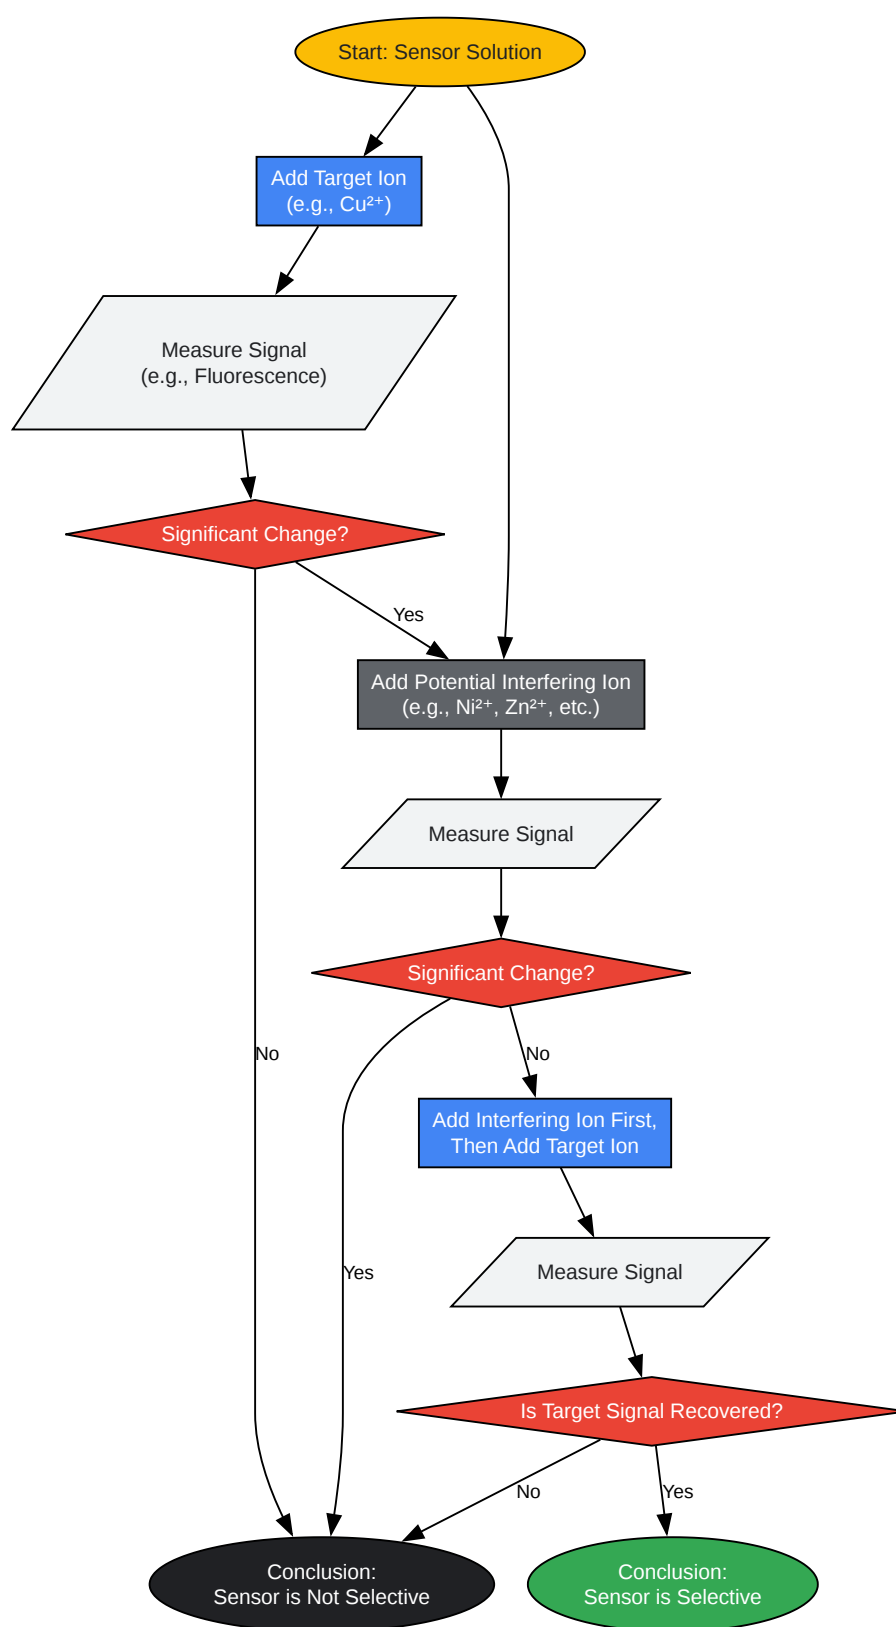 Start: Sensor Solution
Add Target Ion
(e.g., Cu²⁺)
Measure Signal
(e.g., Fluorescence)
Significant Change?
Yes
Add Potential Interfering Ion
(e.g., Ni²⁺, Zn²⁺, etc.)
Measure Signal
Significant Change?
No
No
Add Interfering Ion First,
Then Add Target Ion
Yes
Measure Signal
Is Target Signal Recovered?
No
Yes
Conclusion:
Sensor is Not Selective
Conclusion:
Sensor is Selective